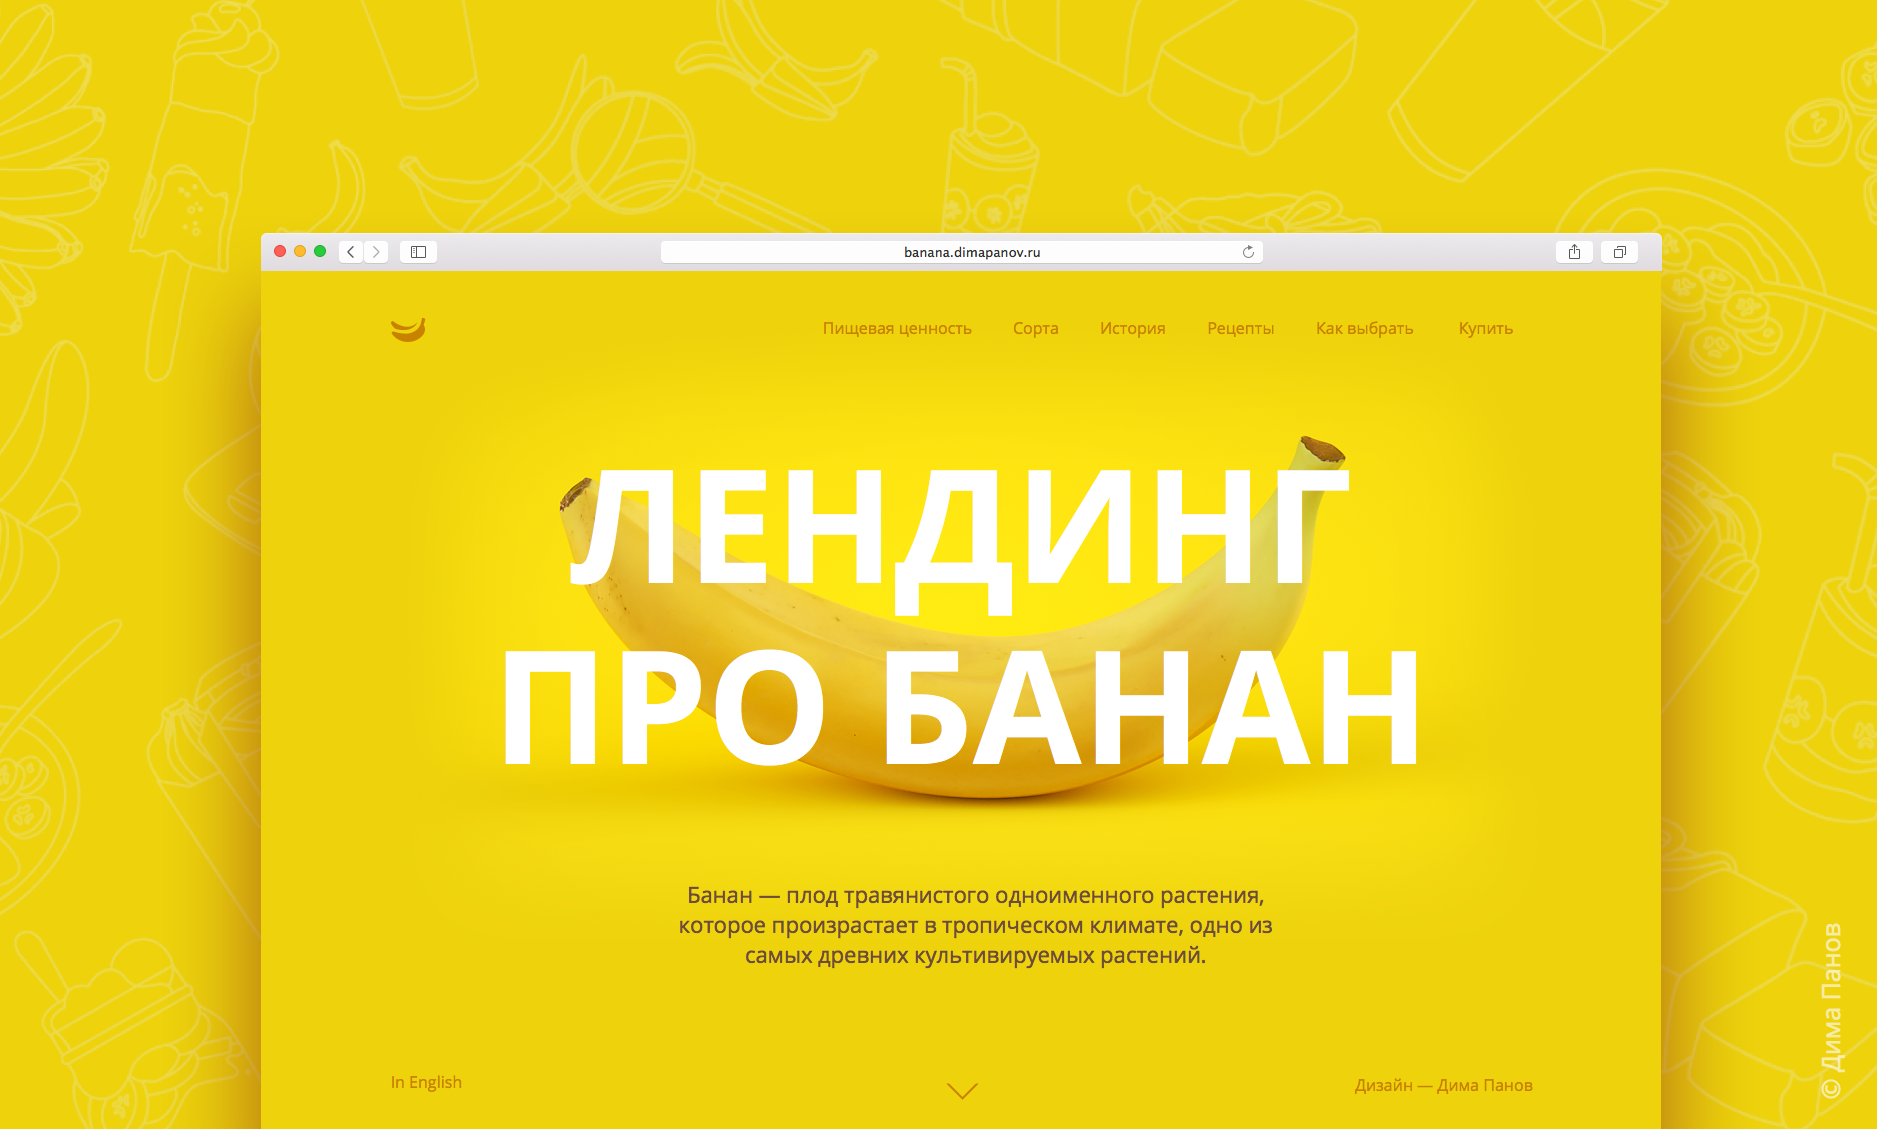 banana.dimapanov.ru
Пищевая ценность Сорта История Рецепты Как выбрать Купить
ЛЕНДИНГ
ПРО БАНАН
Банан — плод травянистого одноименного растения,
которое произрастает в тропическом климате, одно из
самых древних культивируемых растений.
In English
Дизайн — Дима Панов
© Дима Панов